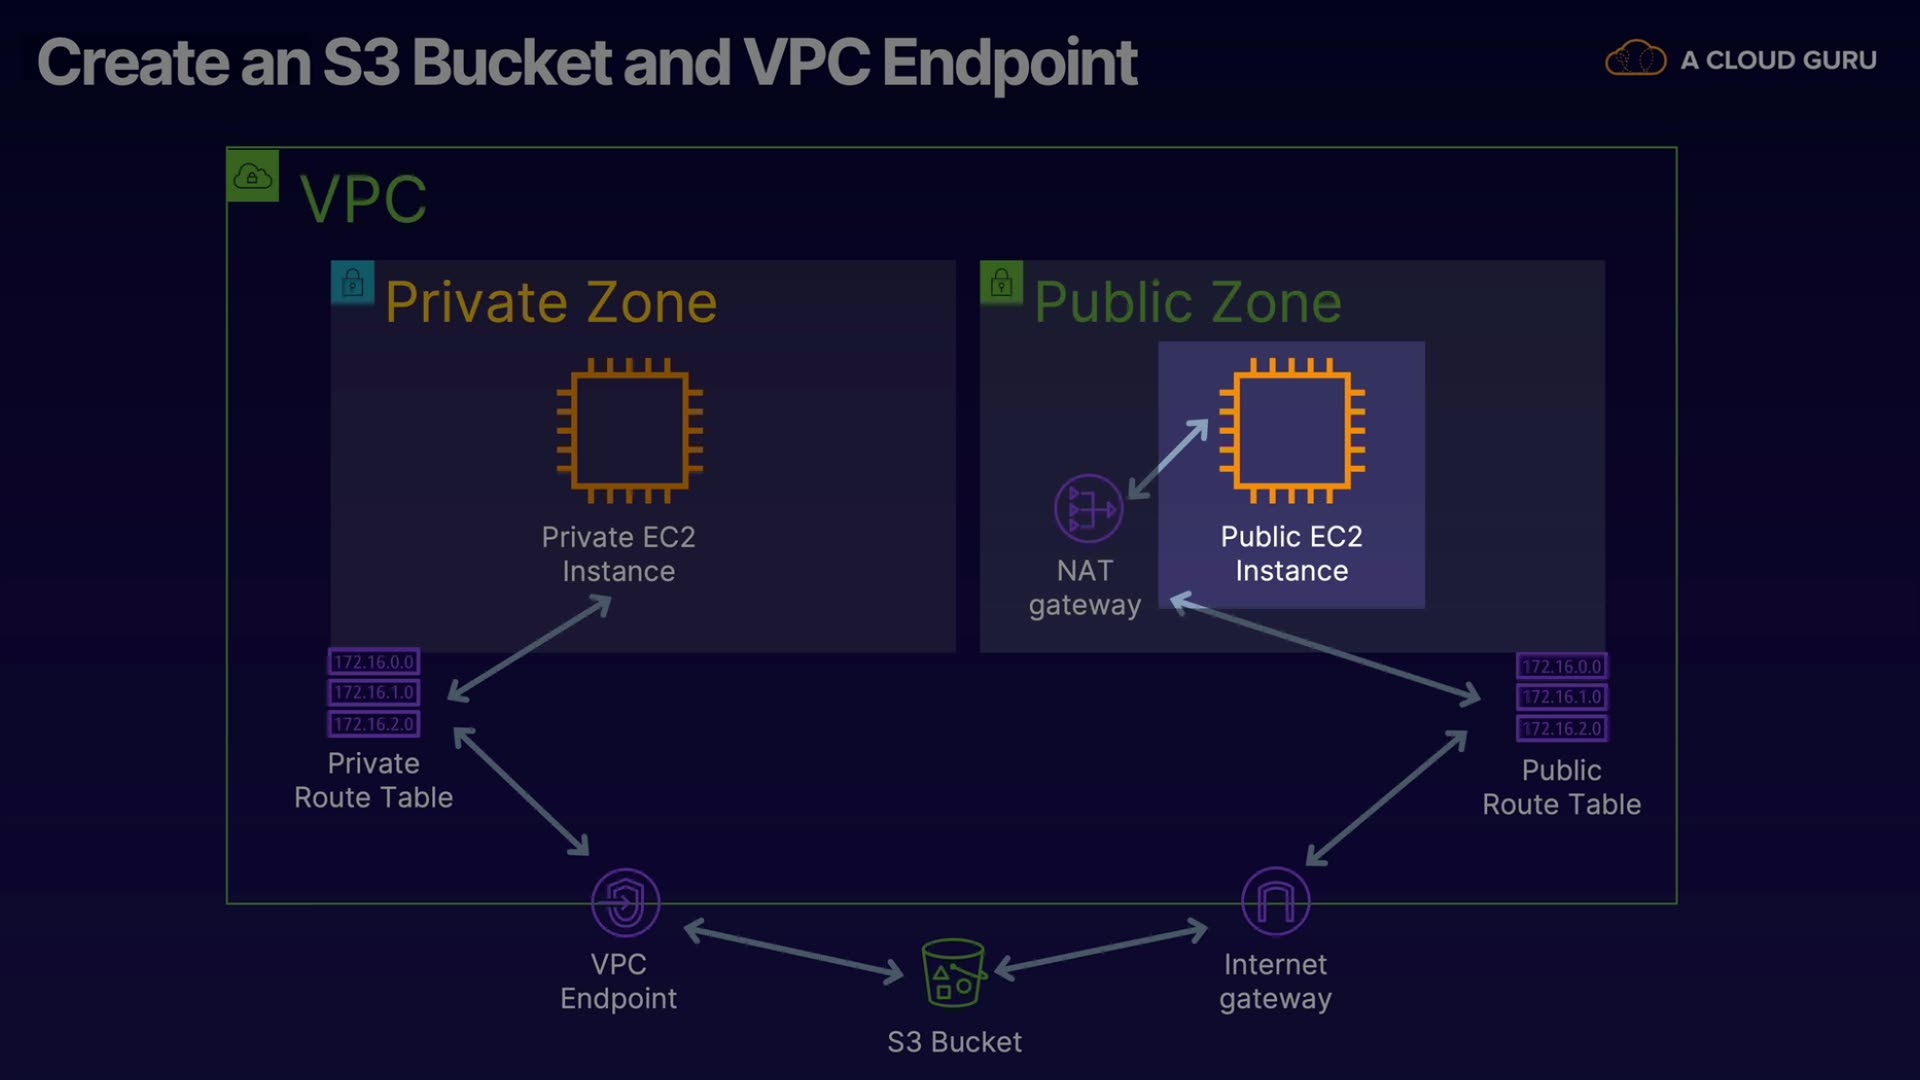 Create an S3 Bucket and VPC Endpoint
A CLOUD GURU
VPC
Private Zone
Public Zone
Private EC2
Instance
NAT
gateway
Public EC2
Instance
172.16.0.0
172.16.1.0
172.16.2.0
Private
Route Table
172.16.0.0
172.16.1.0
172.16.2.0
Public
Route Table
VPC
Endpoint
S3 Bucket
Internet
gateway